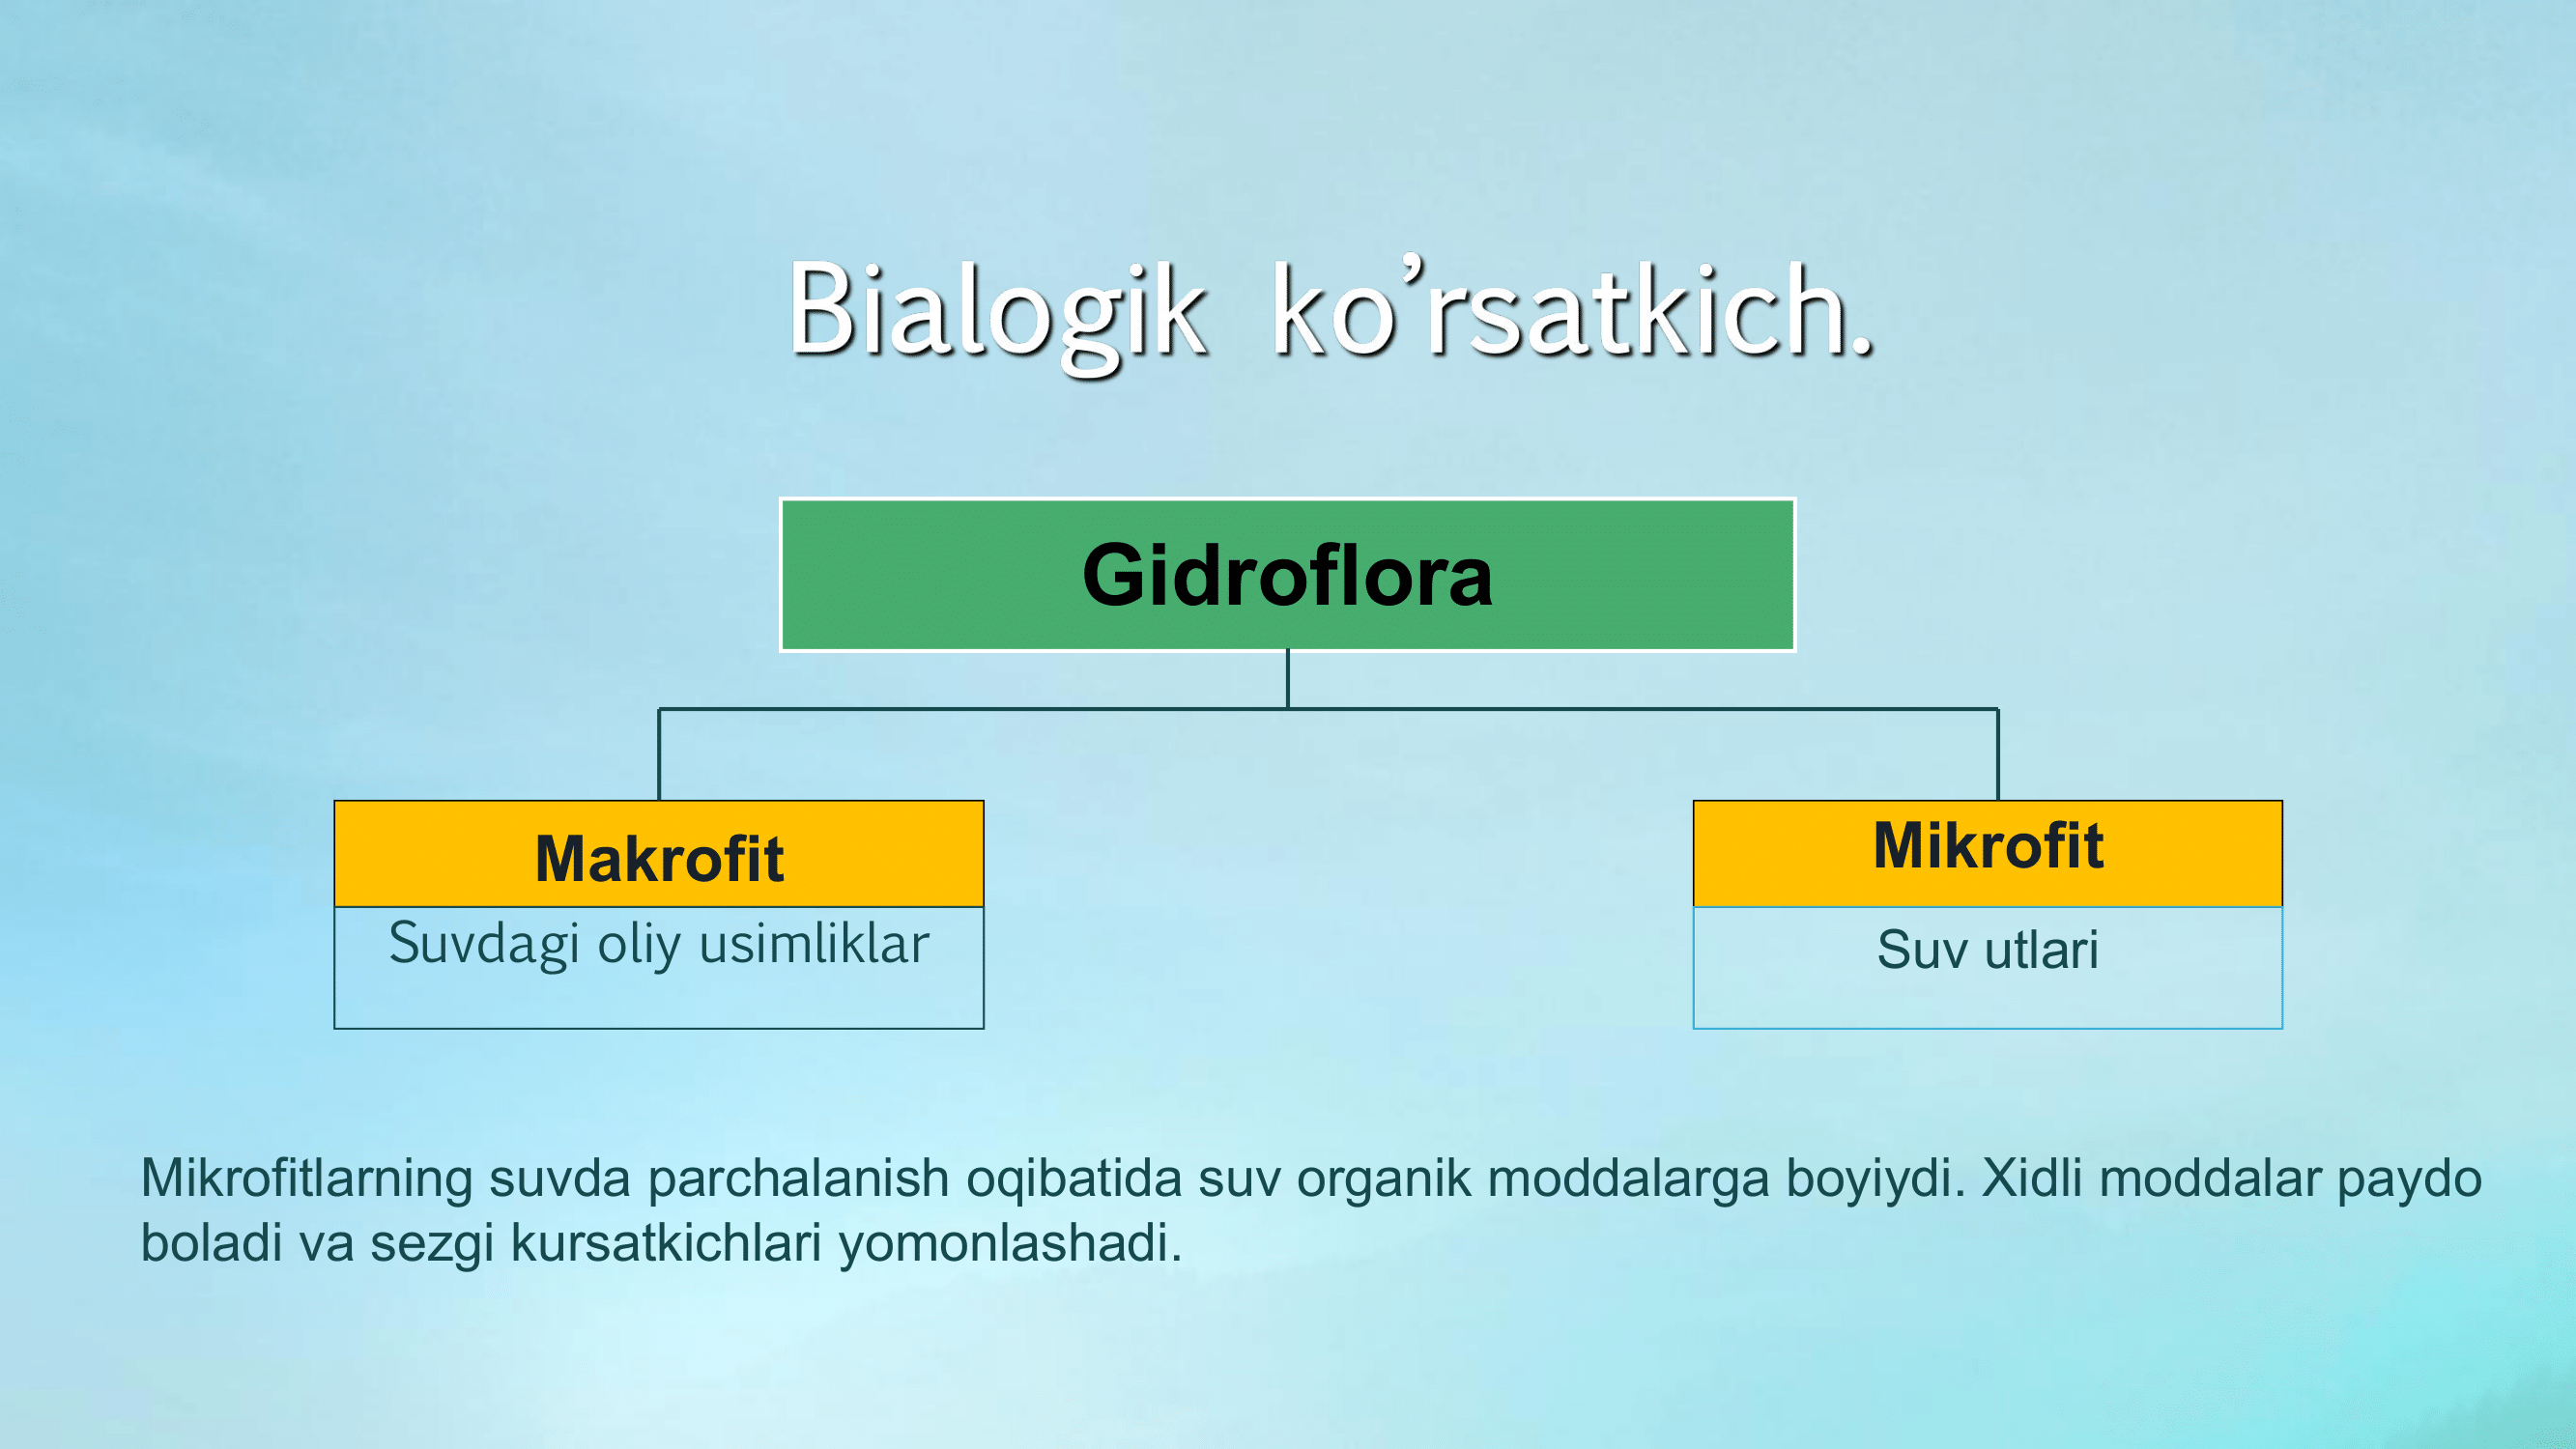 Bialogik ko’rsatkich.
Gidroflora
Makrofit
Mikrofit
Suvdagi oliy usimliklar
Suv utlari
Mikrofitlarning suvda parchalanish oqibatida suv organik moddalarga boyiydi. Xidli moddalar paydo
boladi va sezgi kursatkichlari yomonlashadi.